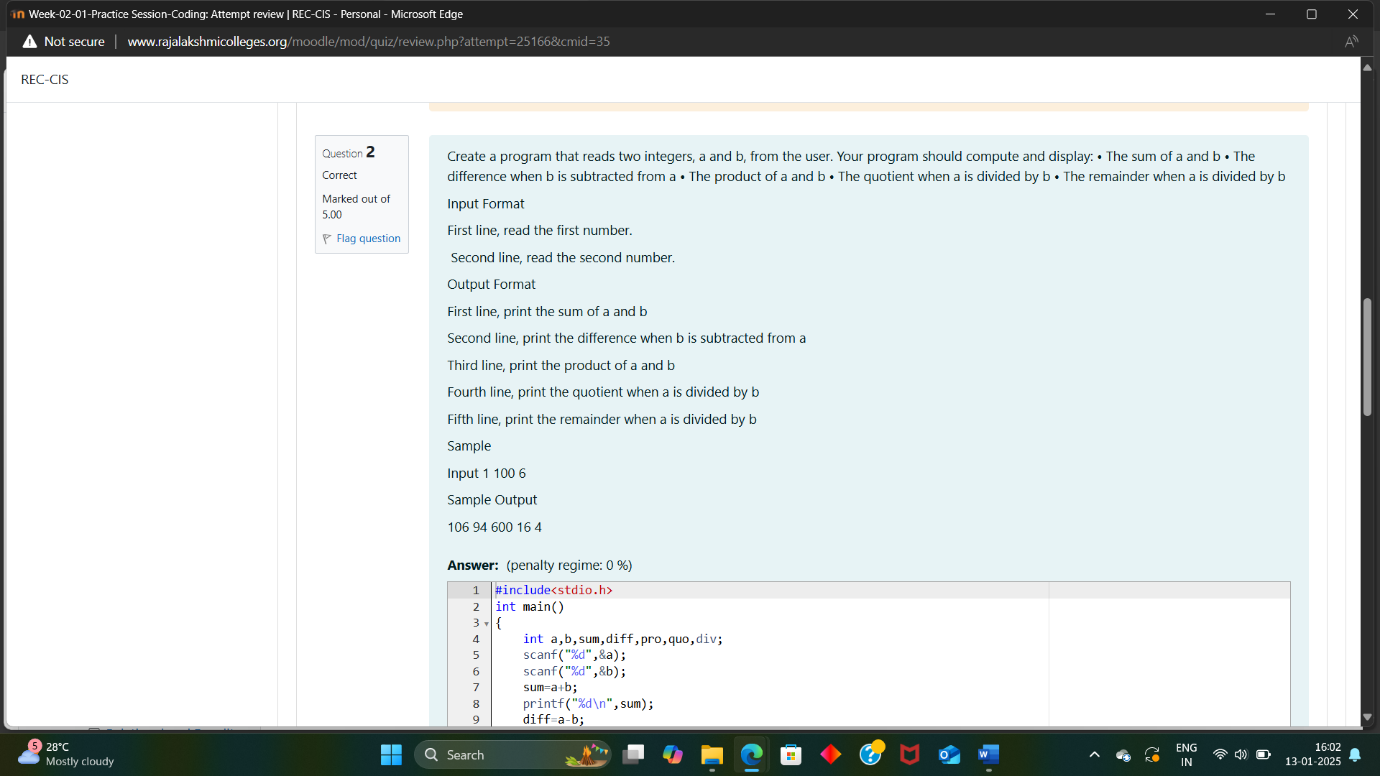 Week-02-01-Practice Session-Coding: Attempt review | REC-CIS - Personal - Microsoft Edge
Not secure | www.rajalakshmicolleges.org/moodle/mod/quiz/review.php?attempt=25166&cmid=35
REC-CIS
Question 2
Correct
Marked out of
5.00
Flag question
Create a program that reads two integers, a and b, from the user. Your program should compute and display: • The sum of a and b • The
difference when b is subtracted from a • The product of a and b • The quotient when a is divided by b • The remainder when a is divided by b
Input Format
First line, read the first number.
Second line, read the second number.
Output Format
First line, print the sum of a and b
Second line, print the difference when b is subtracted from a
Third line, print the product of a and b
Fourth line, print the quotient when a is divided by b
Fifth line, print the remainder when a is divided by b
Sample
Input 1 100 6
Sample Output
106 94 600 16 4
Answer: (penalty regime: 0 %)
1 #include<stdio.h>
2 int main()
3 {
4 int a,b,sum,diff,pro,quo,div;
5 scanf("%d",&a);
6 scanf("%d",&b);
7 sum=a+b;
8 printf("%d\n",sum);
9 diff=a-b;
5
28°C
Mostly cloudy
Search
ENG
IN
16:02
13-01-2025